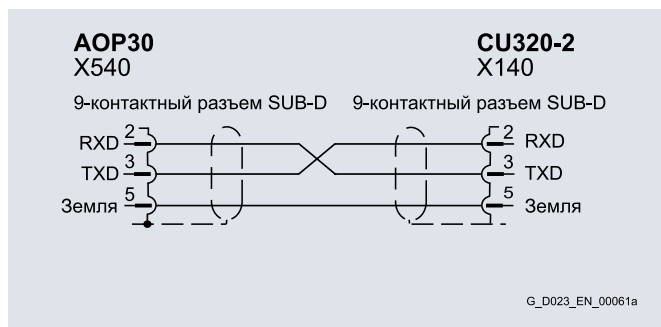 AOP30 CU320-2
X540 X140
9-контактный разъем SUB-D 9-контактный разъем SUB-D
RXD 2 2 RXD
TXD 3 3 TXD
Земля 5 5 Земля
G_D023_EN_00061a